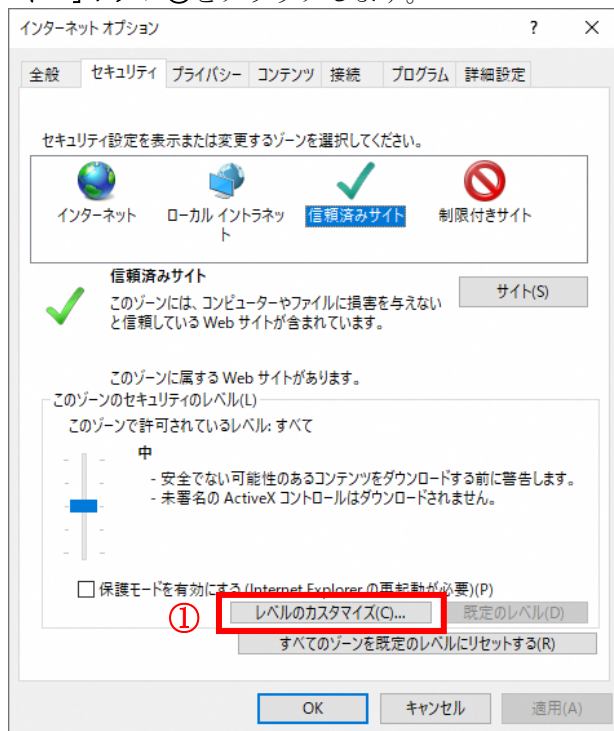 インターネット オプション ? ×
全般 セキュリティ プライバシー コンテンツ 接続 プログラム 詳細設定
セキュリティ設定を表示または変更するゾーンを選択してください。
インターネット ローカル イントラネッ 信頼済みサイト 制限付きサイト
ト
信頼済みサイト
サイト(S)
このゾーンには、コンピューターやファイルに損害を与えない
と信頼している Web サイトが含まれています。
このゾーンに属する Web サイトがあります。
このゾーンのセキュリティのレベル(L)
このゾーンで許可されているレベル: すべて
中
- 安全でない可能性のあるコンテンツをダウンロードする前に警告します。
- 未署名の ActiveX コントロールはダウンロードされません。
保護モードを有効にする (Internet Explorer の再起動が必要)(P)
① レベルのカスタマイズ(C)... 既定のレベル(D)
すべてのゾーンを既定のレベルにリセットする(R)
OK キャンセル 適用(A)